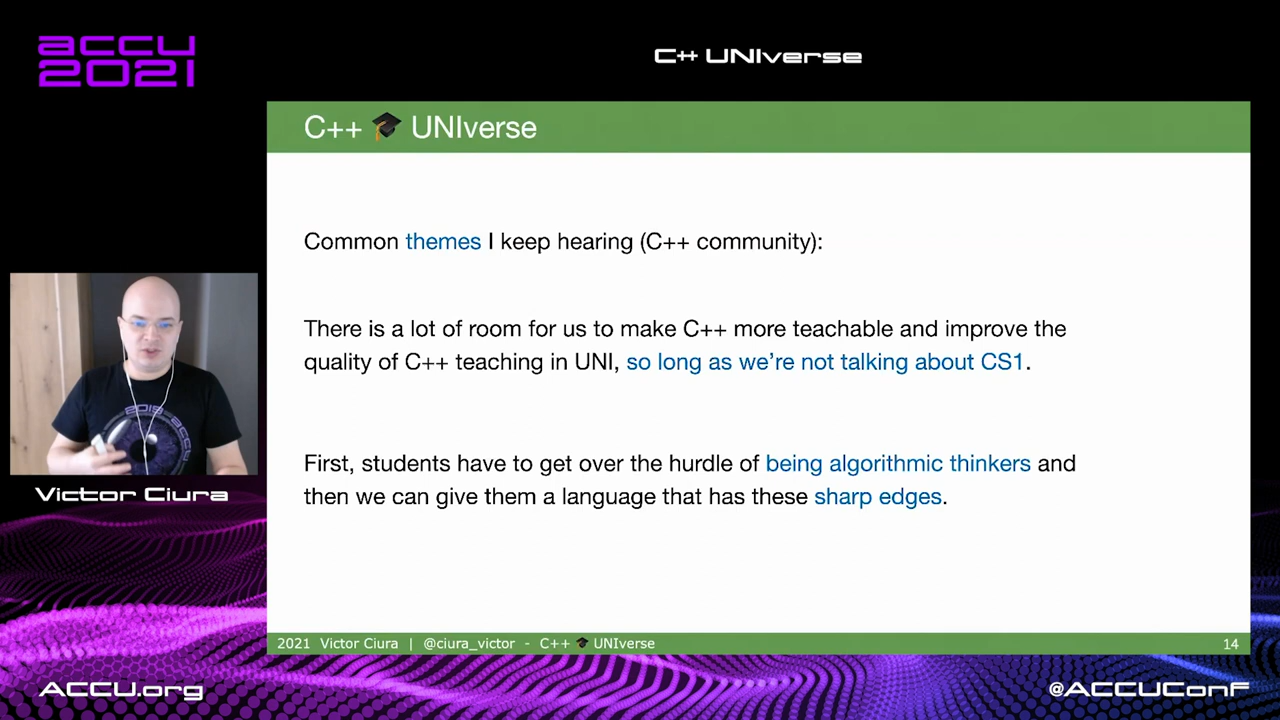 accu
2021
C++ UNIverse
C++ 🎓 UNIverse
Common themes I keep hearing (C++ community):
There is a lot of room for us to make C++ more teachable and improve the
quality of C++ teaching in UNI, so long as we're not talking about CS1.
First, students have to get over the hurdle of being algorithmic thinkers and
then we can give them a language that has these sharp edges.
2019 accu
Victor Ciura
2021 Victor Ciura | @ciura_victor - C++ 🎓 UNIverse
14
ACCU.org
@ACCUConf